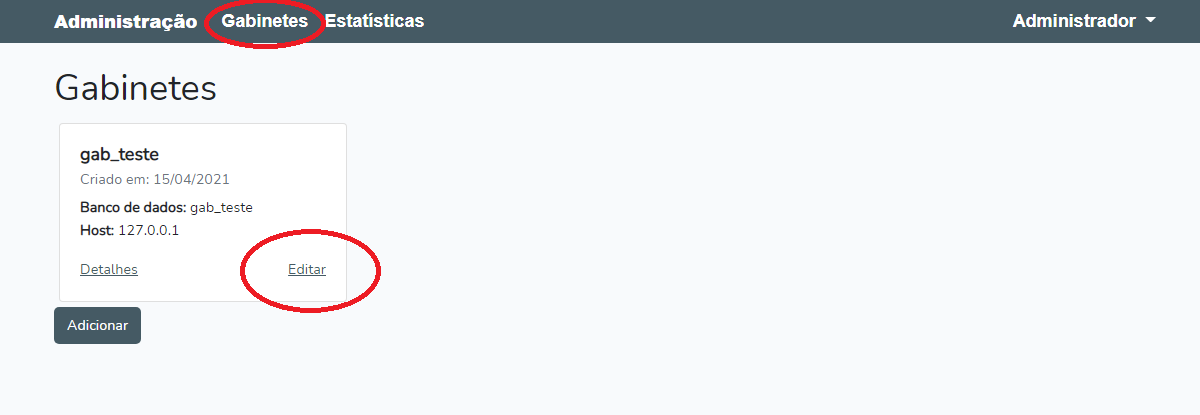 Administração Gabinetes Estatísticas Administrador
Gabinetes
gab_teste
Criado em: 15/04/2021
Banco de dados: gab_teste
Host: 127.0.0.1
Detalhes Editar
Adicionar